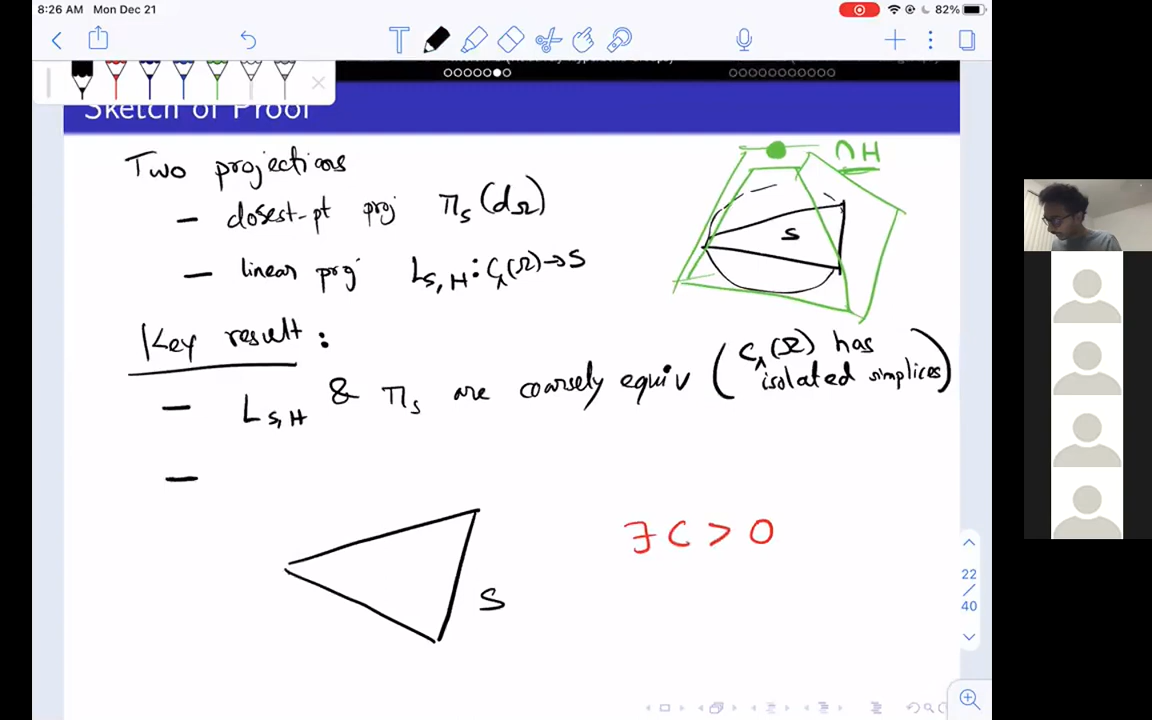 8:26 AM Mon Dec 21
82%
Sketch of Proof
Two projections
– closest-pt proj π_S (d_Ω)
– linear proj L_{S,H} : C_Λ(Ω) → S
∩H
S
Key result :
– L_{S,H} & π_S are coarsely equiv ( C_Λ(Ω) has
isolated simplices)
–
S
∃ C > 0
22
/
40